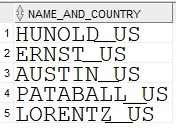 NAME_AND_COUNTRY
1 HUNOLD_US
2 ERNST_US
3 AUSTIN_US
4 PATABALL_US
5 LORENTZ_US